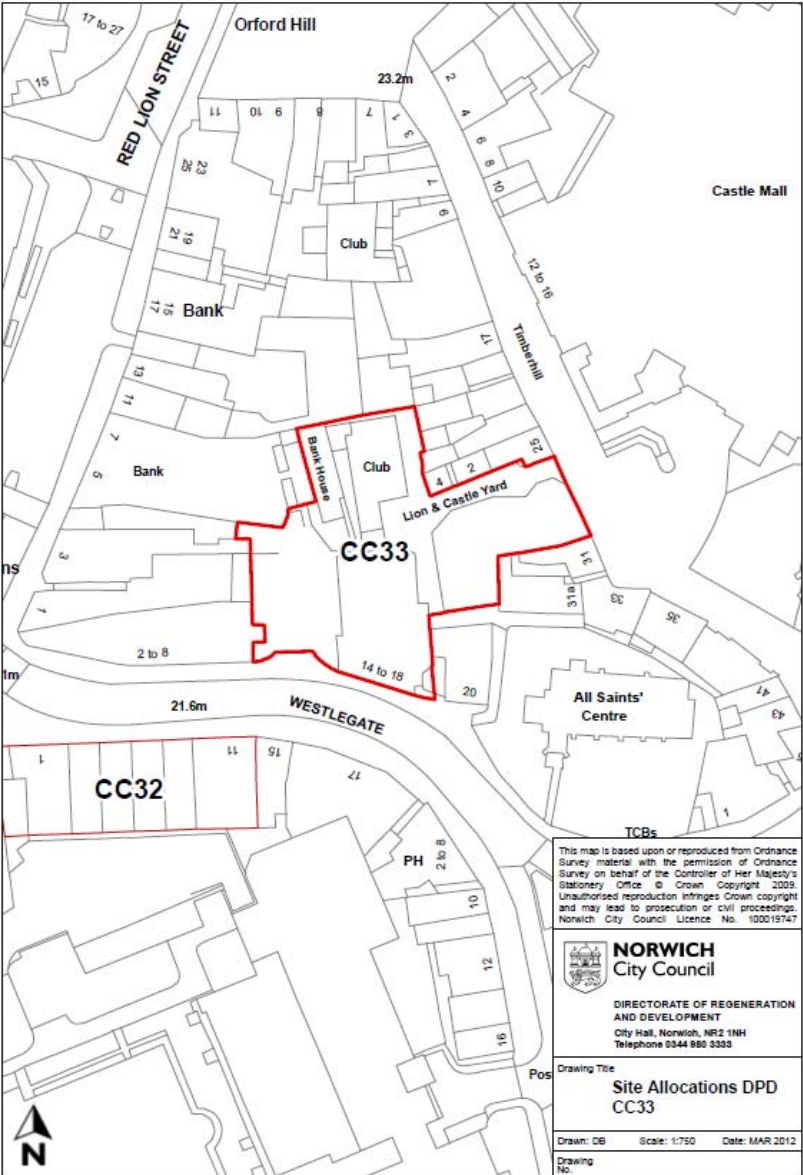 17 to 27
Orford Hill
15
RED LION STREET
23.2m
2
4
6
8
10
11
10
9
8
7
1
3
23
25
7
Castle Mall
9
19
21
Club
12 to 16
15
17
Bank
17
Timberhill
13
11
7
5
Bank
Bank House
Club
25
2
4
Lion & Castle Yard
CC33
3
31
31a
33
35
1
2 to 8
14 to 18
20
All Saints'
Centre
41
43
21.6m
WESTLEGATE
1
11
15
17
CC32
1
TCBs
PH
2 to 8
10
12
16
Pos
This map is based upon or reproduced from Ordnance
Survey material with the permission of Ordnance
Survey on behalf of the Controller of Her Majesty's
Stationery Office © Crown Copyright 2009.
Unauthorised reproduction infringes Crown copyright
and may lead to prosecution or civil proceedings.
Norwich City Council Licence No. 100019747
NORWICH
City Council
DIRECTORATE OF REGENERATION
AND DEVELOPMENT
City Hall, Norwich, NR2 1NH
Telephone 0344 980 3333
Drawing Title
Site Allocations DPD
CC33
Drawn: DB Scale: 1:750 Date: MAR 2012
Drawing
No.
N